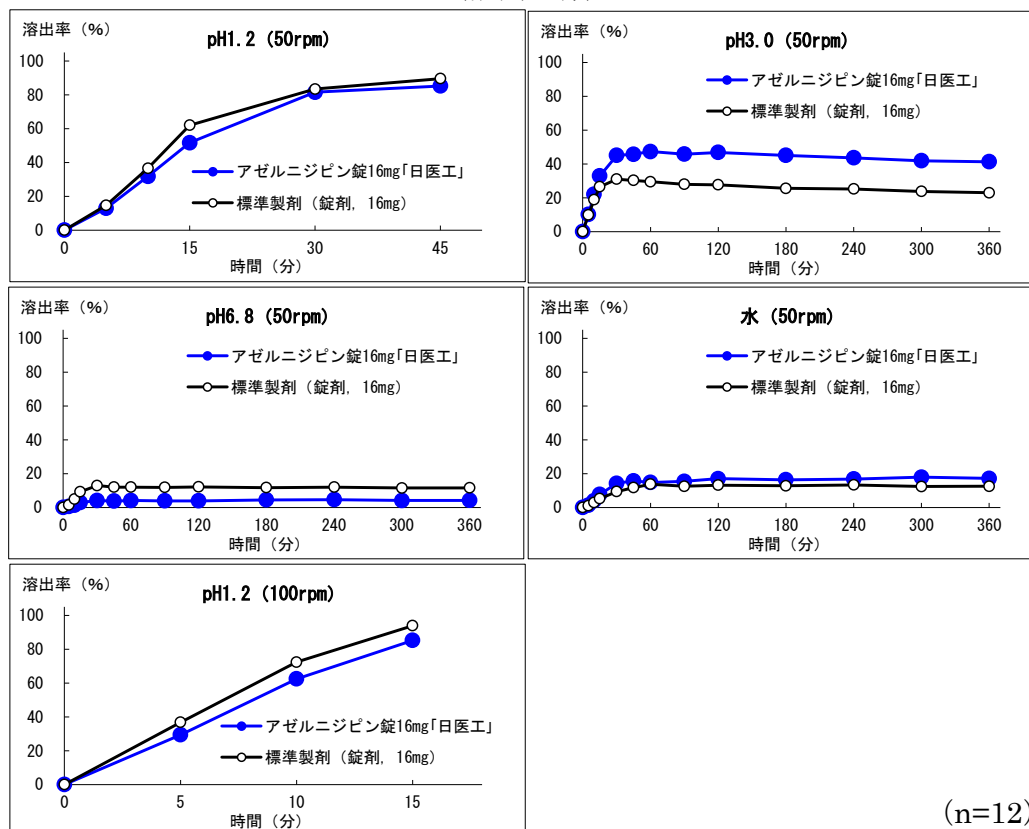 溶出率（%）
pH1.2 (50rpm)
100
80
60
40
20
0
アゼルニジピン錠16mg「日医工」
標準製剤（錠剤, 16mg）
0 15 30 45
時間（分）
溶出率（%）
pH3.0 (50rpm)
100
80
60
40
20
0
アゼルニジピン錠16mg「日医工」
標準製剤（錠剤, 16mg）
0 60 120 180 240 300 360
時間（分）
溶出率（%）
pH6.8 (50rpm)
100
80
60
40
20
0
アゼルニジピン錠16mg「日医工」
標準製剤（錠剤, 16mg）
0 60 120 180 240 300 360
時間（分）
溶出率（%）
水 (50rpm)
100
80
60
40
20
0
アゼルニジピン錠16mg「日医工」
標準製剤（錠剤, 16mg）
0 60 120 180 240 300 360
時間（分）
溶出率（%）
pH1.2 (100rpm)
100
80
60
40
20
0
アゼルニジピン錠16mg「日医工」
標準製剤（錠剤, 16mg）
0 5 10 15
時間（分）
(n=12)